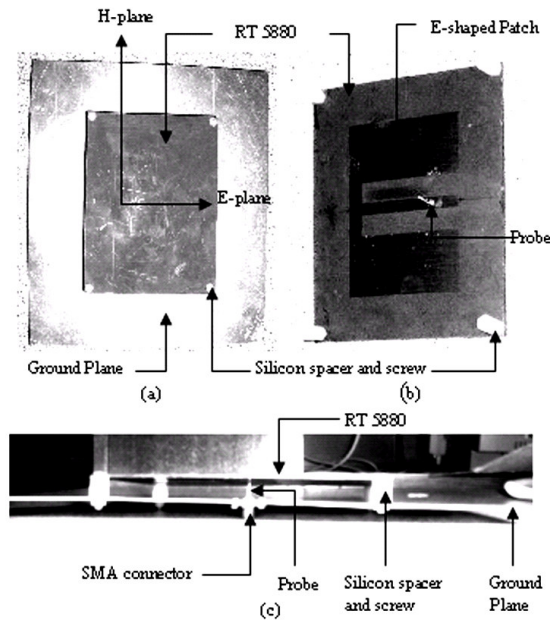 H-plane
RT 5880
E-shaped Patch
E-plane
Probe
Ground Plane
Silicon spacer and screw
(a)
(b)
RT 5880
SMA connector
Probe
Silicon spacer
and screw
Ground
Plane
(c)